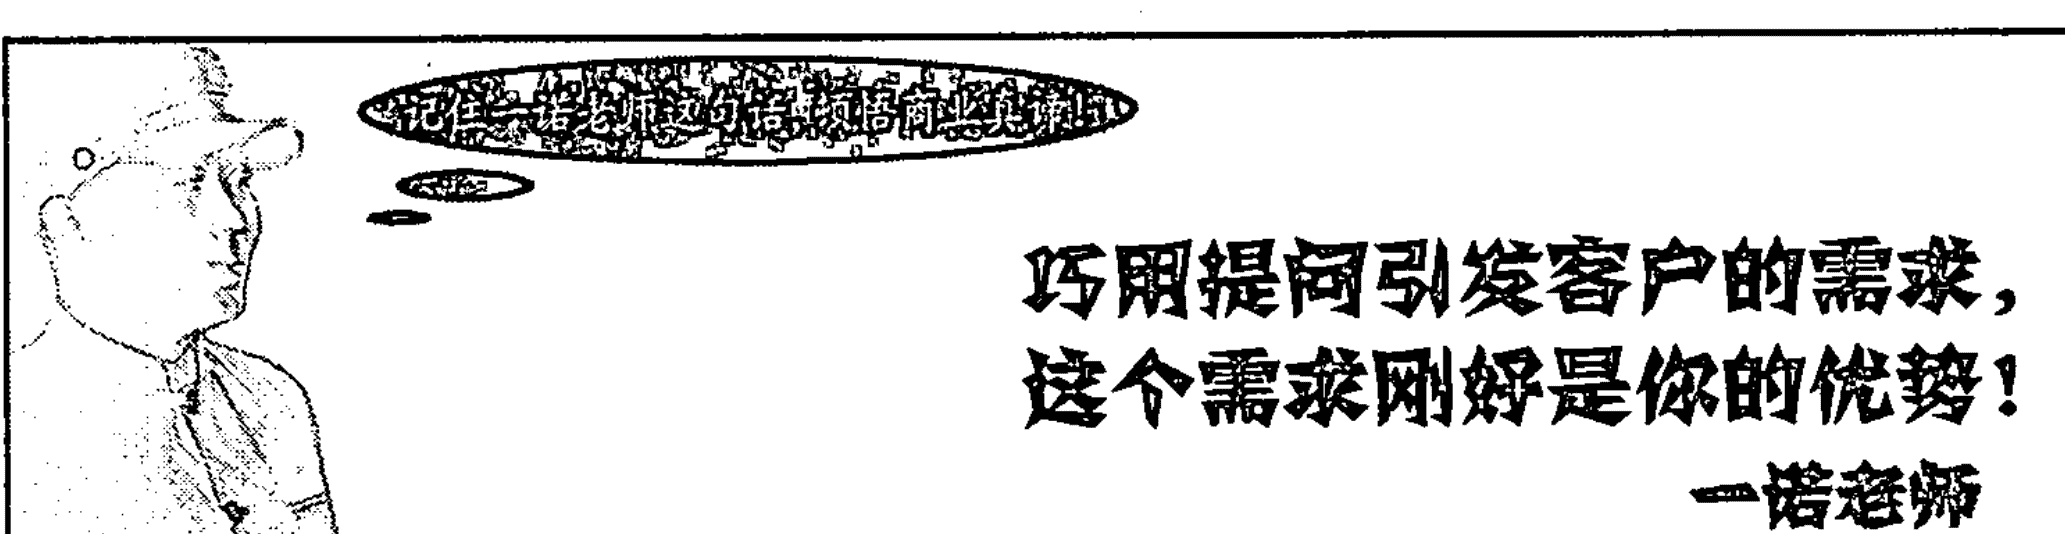 记住一诺老师这句话领悟商业真谛!
巧用提问引发客户的需求,
这个需求刚好是你的优势!
一诺老师